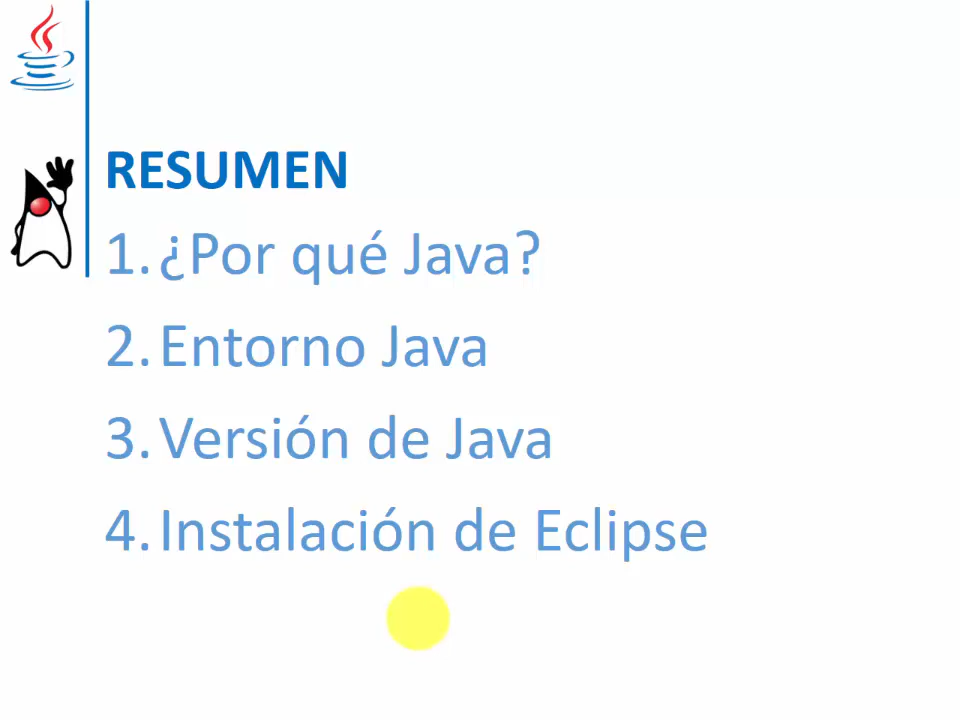 RESUMEN
1. ¿Por qué Java?
2. Entorno Java
3. Versión de Java
4. Instalación de Eclipse